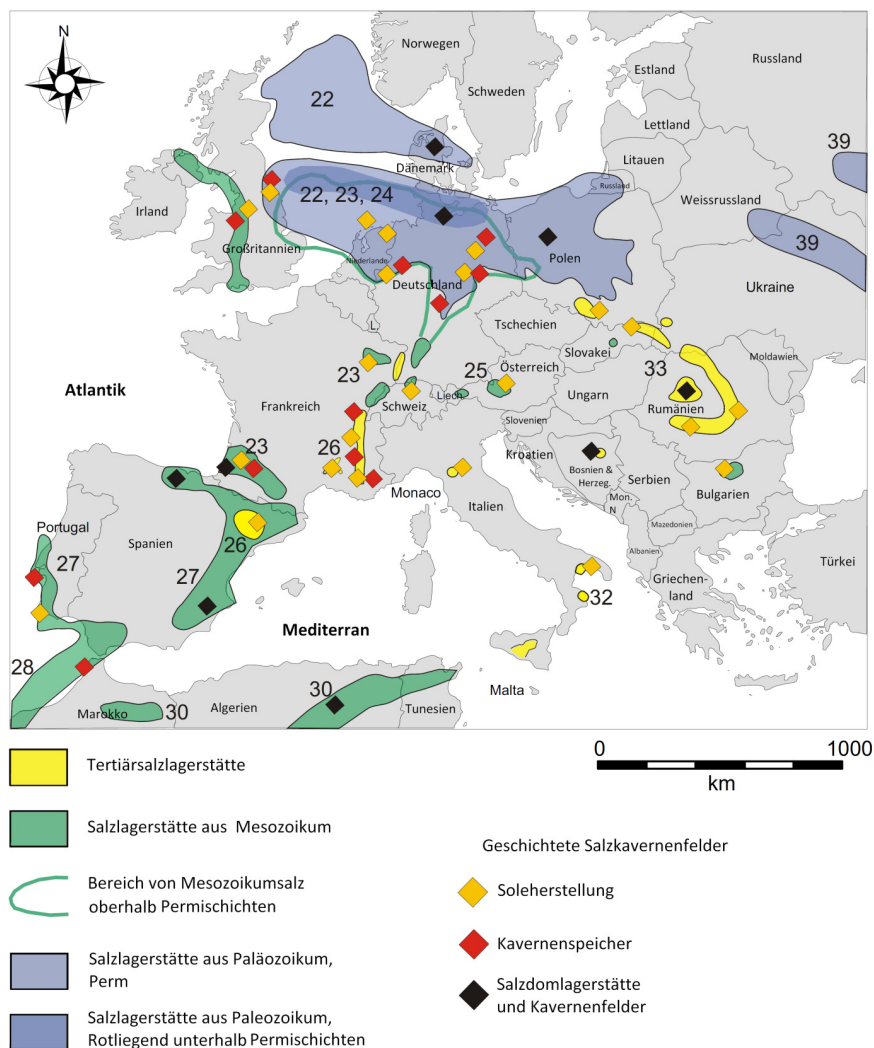 N
Norwegen
Russland
Estland
Schweden
22
Lettland
39
Dänemark
Litauen
Russland
Irland
22, 23, 24
Weissrussland
Großritannien
39
Niederlande
Polen
Deutschland
Ukraine
L.
Tschechien
Slovakei
Moldawien
23
25
Österreich
33
Atlantik
Frankreich
Schweiz
Liech.
Ungarn
Rumänien
Slovenien
23
26
Kroatien
Bosnien
& Herzeg.
Serbien
Monaco
Mon.
N
Bulgarien
Italien
Portugal
Spanien
26
Mazedonien
27
27
Albanien
Türkei
Griechen-
land
32
Mediterran
28
30
Malta
Marokko
30
Algerien
Tunesien
0
1000
km
Tertiärsalzlagerstätte
Salzlagerstätte aus Mesozoikum
Bereich von Mesozoikumsalz
oberhalb Permischichten
Salzlagerstätte aus Paläozoikum,
Perm
Salzlagerstätte aus Paleozoikum,
Rotliegend unterhalb Permischichten
Geschichtete Salzkavernenfelder
Soleherstellung
Kavernenspeicher
Salzdomlagerstätte
und Kavernenfelder